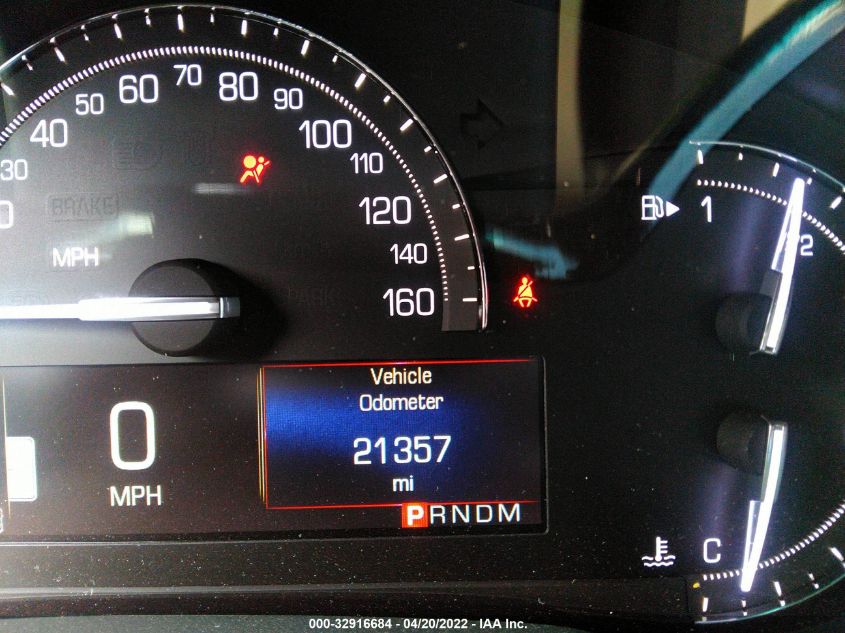 70
60 80
50 90
40 100
30 110
BRAKE 120
MPH 140
PARK
160
1
2
Vehicle
Odometer
21357
mi
0
MPH
PRNDM
C
000-32916684 - 04/20/2022 - IAA Inc.